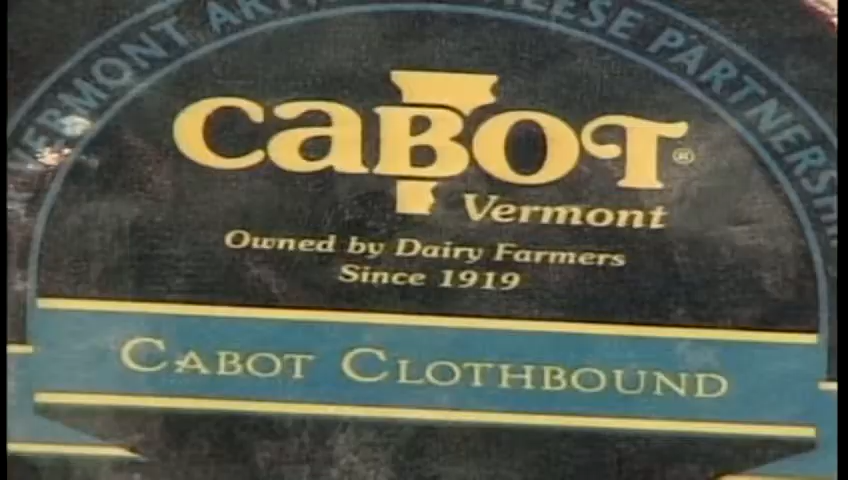 VERMONT CHEESE PARTNERSHIP
CABOT®
Vermont
Owned by Dairy Farmers
Since 1919
CABOT CLOTHBOUND